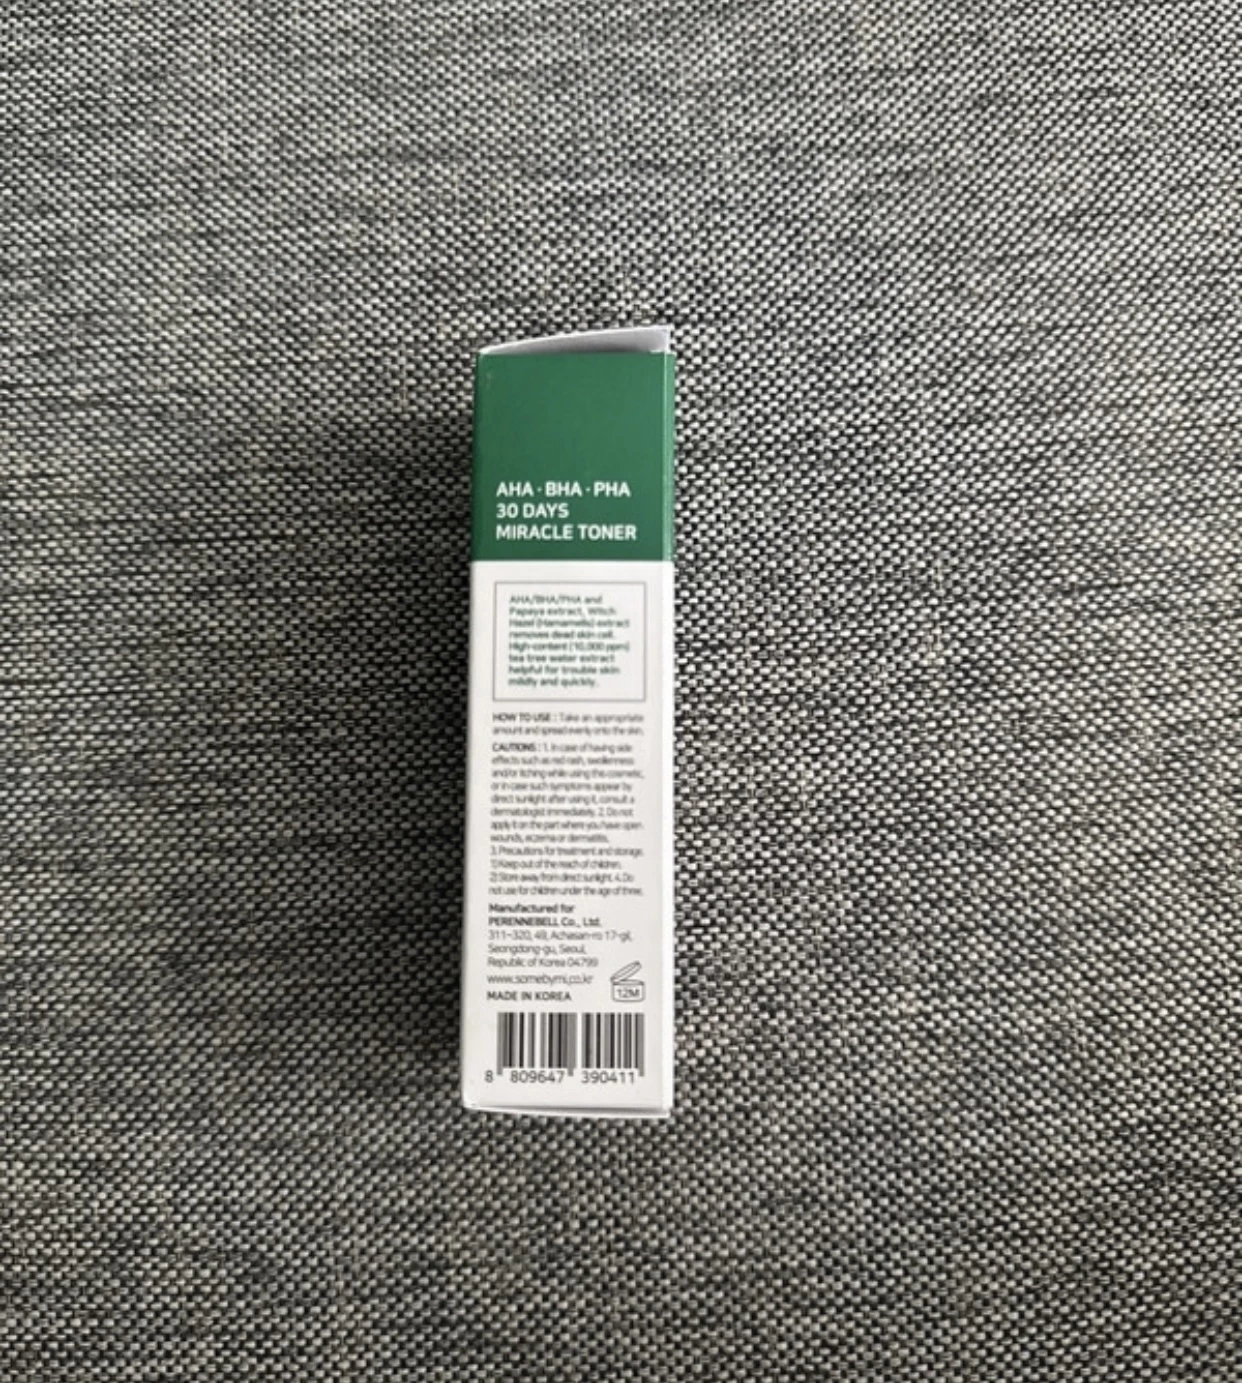 AHA · BHA · PHA
30 DAYS
MIRACLE TONER
AHA/BHA/PHA and
Papaya extract, Witch
Hazel (Hamamelis) extract
removes dead skin cell.
High-content (10,000 ppm)
tea tree water extract
helpful for trouble skin
mildly and quickly.
HOW TO USE : Take an appropriate
amount and spread evenly onto the skin.
CAUTIONS : 1. In case of having side
effects such as red rash, swollenness
and/or itching while using this cosmetic,
or in case such symptoms appear by
direct sunlight after using it, consult a
dermatologist immediately. 2. Do not
apply it on the part where you have open
wounds, eczema or dermatitis.
3. Precautions for treatment and storage.
1) Keep out of the reach of children.
2) Store away from direct sunlight. 4. Do
not use for children under the age of three.
Manufactured for
PERENNEBELL Co., Ltd.
311-320, 49, Achasan-ro 17-gil,
Seongdong-gu, Seoul,
Republic of Korea 04799
www.somebymi.co.kr
MADE IN KOREA
12M
8 809647 390411